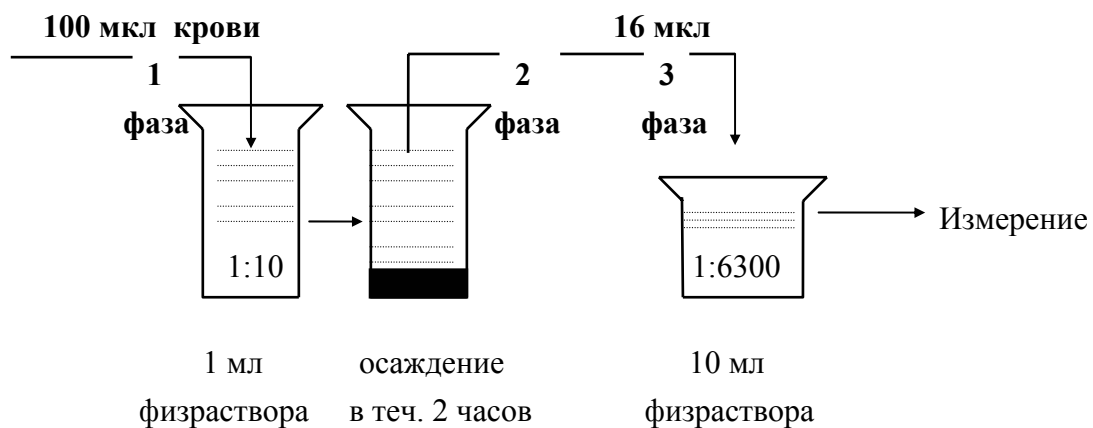 100 мкл крови
16 мкл
1
фаза
2
фаза
3
фаза
1:10
1:6300
Измерение
1 мл
физраствора
осаждение
в теч. 2 часов
10 мл
физраствора